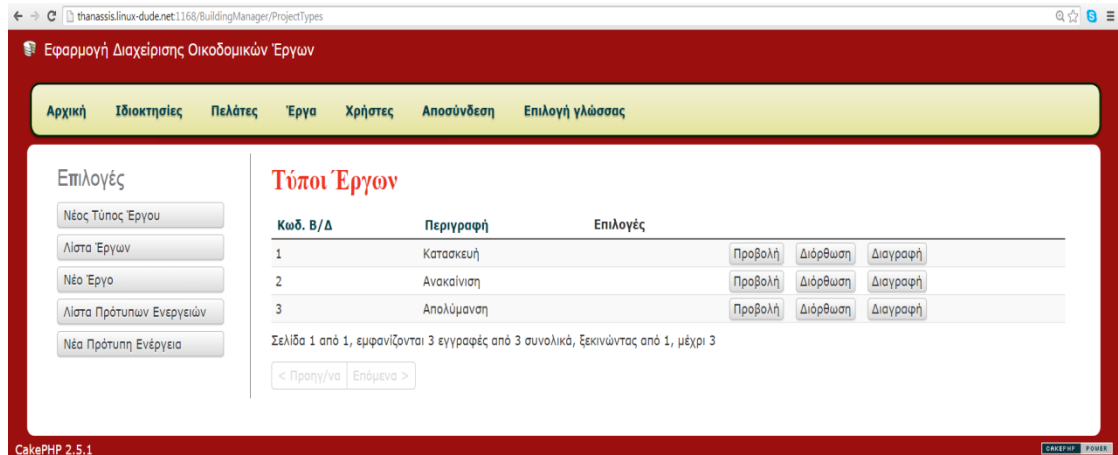 thanassis.linux-dude.net:1168/BuildingManager/ProjectTypes
Εφαρμογή Διαχείρισης Οικοδομικών Έργων
Αρχική Ιδιοκτησίες Πελάτες Έργα Χρήστες Αποσύνδεση Επιλογή γλώσσας
Επιλογές
Νέος Τύπος Έργου
Λίστα Έργων
Νέο Έργο
Λίστα Πρότυπων Ενεργειών
Νέα Πρότυπη Ενέργεια
Τύποι Έργων
Κωδ. Β/Δ Περιγραφή Επιλογές
1 Κατασκευή Προβολή Διόρθωση Διαγραφή
2 Ανακαίνιση Προβολή Διόρθωση Διαγραφή
3 Απολύμανση Προβολή Διόρθωση Διαγραφή
Σελίδα 1 από 1, εμφανίζονται 3 εγγραφές από 3 συνολικά, ξεκινώντας από 1, μέχρι 3
< Προηγ/να Επόμενα >
CakePHP 2.5.1
CAKEPHP POWER